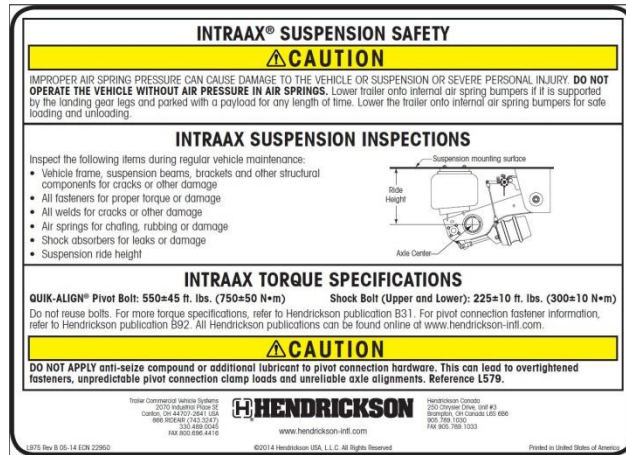 INTRAAX® SUSPENSION SAFETY
⚠CAUTION
IMPROPER AIR SPRING PRESSURE CAN CAUSE DAMAGE TO THE VEHICLE OR SUSPENSION OR SEVERE PERSONAL INJURY. DO NOT
OPERATE THE VEHICLE WITHOUT AIR PRESSURE IN AIR SPRINGS. Lower trailer onto internal air spring bumpers if it is supported
by the landing gear legs and parked with a payload for any length of time. Lower the trailer onto internal air spring bumpers for safe
loading and unloading.
INTRAAX SUSPENSION INSPECTIONS
Inspect the following items during regular vehicle maintenance:
• Vehicle frame, suspension beams, brackets and other structural
components for cracks or other damage
• All fasteners for proper torque or damage
• All welds for cracks or other damage
• Air springs for chafing, rubbing or damage
• Shock absorbers for leaks or damage
• Suspension ride height
Suspension mounting surface
Ride
Height
Axle Center
INTRAAX TORQUE SPECIFICATIONS
QUIK-ALIGN® Pivot Bolt: 550±45 ft. lbs. (750±50 N•m) Shock Bolt (Upper and Lower): 225±10 ft. lbs. (300±10 N•m)
Do not reuse bolts. For more torque specifications, refer to Hendrickson publication B31. For pivot connection fastener information,
refer to Hendrickson publication B92. All Hendrickson publications can be found online at www.hendrickson-intl.com.
⚠CAUTION
DO NOT APPLY anti-seize compound or additional lubricant to pivot connection hardware. This can lead to overtightened
fasteners, unpredictable pivot connection clamp loads and unreliable axle alignments. Reference L579.
Trailer Commercial Vehicle Systems
2070 Industrial Place SE
Canton, OH 44707-2641 USA
866.RIDEAIR (743.3247)
330.489.0045
FAX 800.696.4416
HENDRICKSON
www.hendrickson-intl.com
Hendrickson Canada
250 Chrysler Drive, Unit #3
Brampton, ON Canada L6S 6B6
905.789.1030
FAX 905.789.1033
L975 Rev B 05-14 ECN 22950 ©2014 Hendrickson USA, L.L.C. All Rights Reserved Printed in United States of America